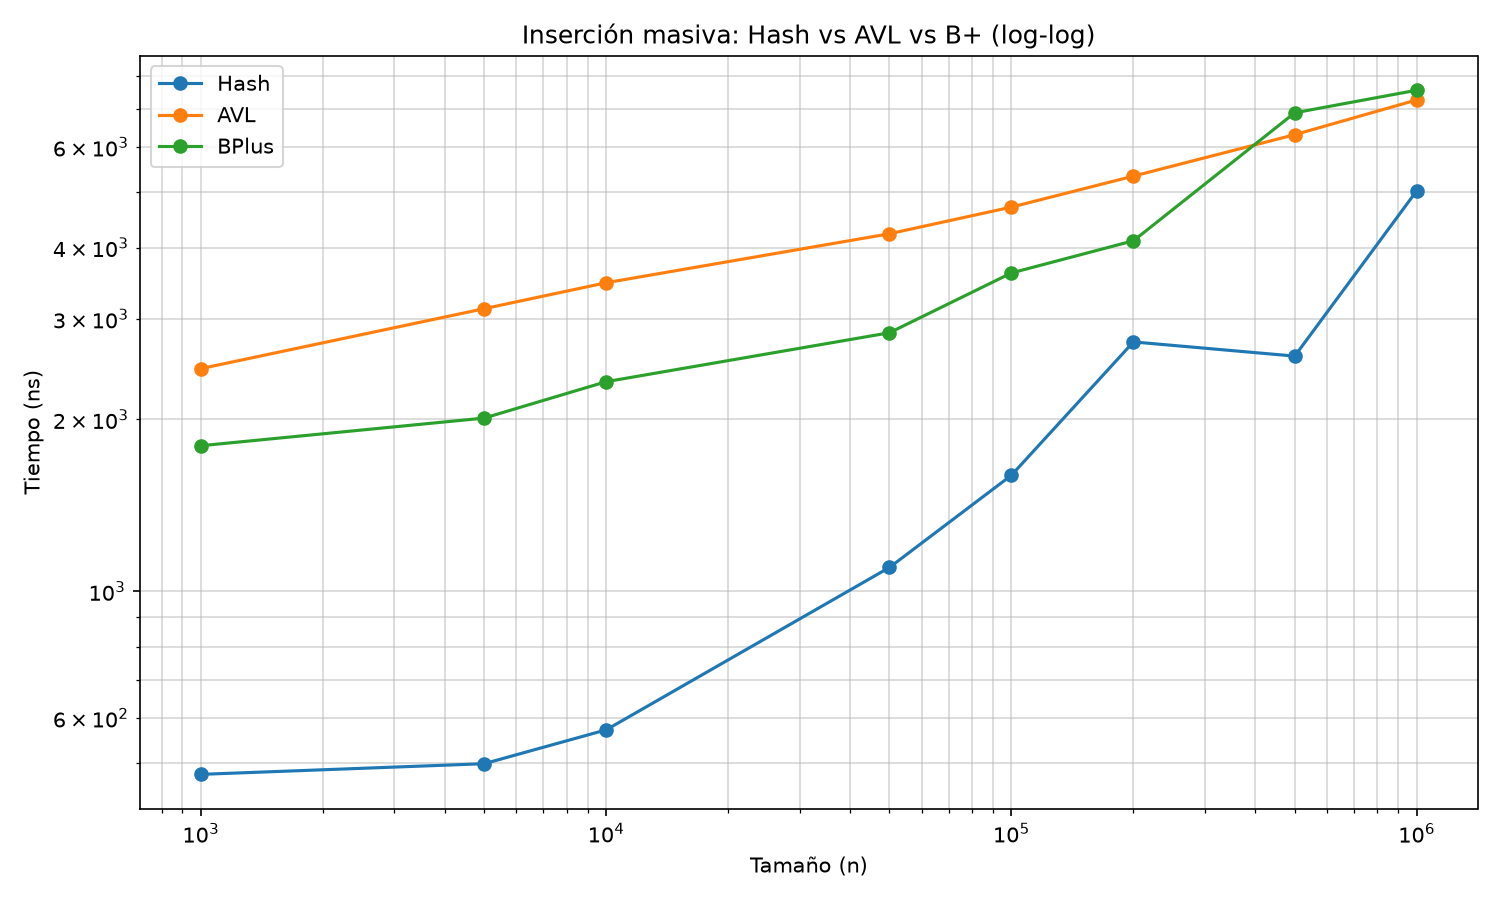 Inserción masiva: Hash vs AVL vs B+ (log-log)
Hash
AVL
BPlus
6 × 10³
4 × 10³
3 × 10³
2 × 10³
10³
6 × 10²
Tiempo (ns)
10³ 10⁴ 10⁵ 10⁶
Tamaño (n)